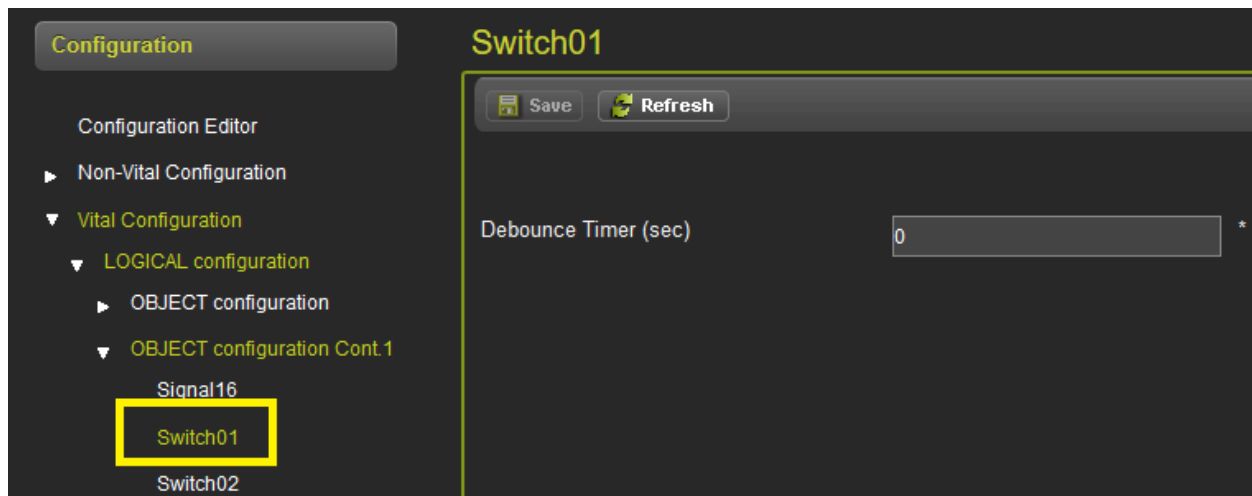 Configuration
Configuration Editor
Non-Vital Configuration
Vital Configuration
LOGICAL configuration
OBJECT configuration
OBJECT configuration Cont.1
Signal16
Switch01
Switch02
Switch01
Save Refresh
Debounce Timer (sec) 0 *